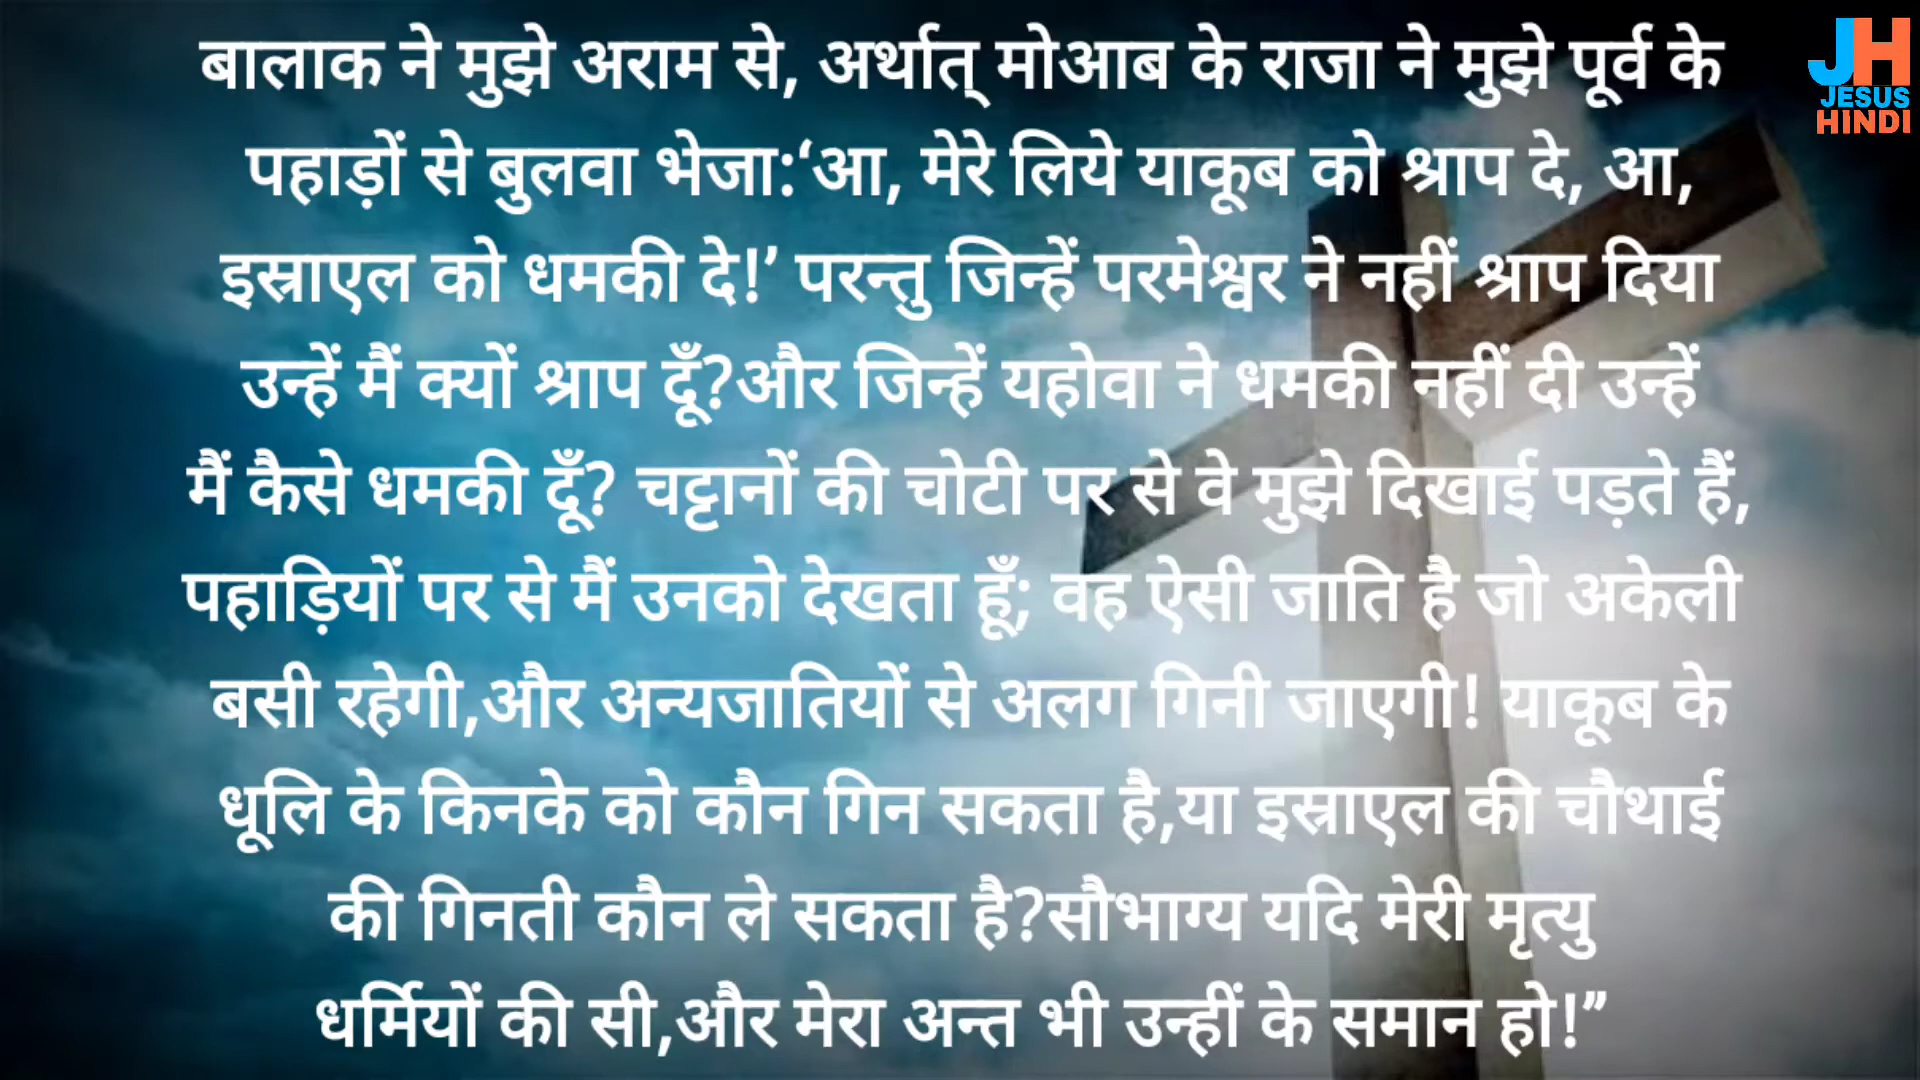 बालाक ने मुझे अराम से, अर्थात् मोआब के राजा ने मुझे पूर्व के
पहाड़ों से बुलवा भेजा:‘आ, मेरे लिये याकूब को श्राप दे, आ,
इस्राएल को धमकी दे!’ परन्तु जिन्हें परमेश्वर ने नहीं श्राप दिया
उन्हें मैं क्यों श्राप दूँ?और जिन्हें यहोवा ने धमकी नहीं दी उन्हें
मैं कैसे धमकी दूँ? चट्टानों की चोटी पर से वे मुझे दिखाई पड़ते हैं,
पहाड़ियों पर से मैं उनको देखता हूँ; वह ऐसी जाति है जो अकेली
बसी रहेगी,और अन्यजातियों से अलग गिनी जाएगी! याकूब के
धूलि के किनके को कौन गिन सकता है,या इस्राएल की चौथाई
की गिनती कौन ले सकता है?सौभाग्य यदि मेरी मृत्यु
धर्मियों की सी,और मेरा अन्त भी उन्हीं के समान हो!”
JH
JESUS
HINDI